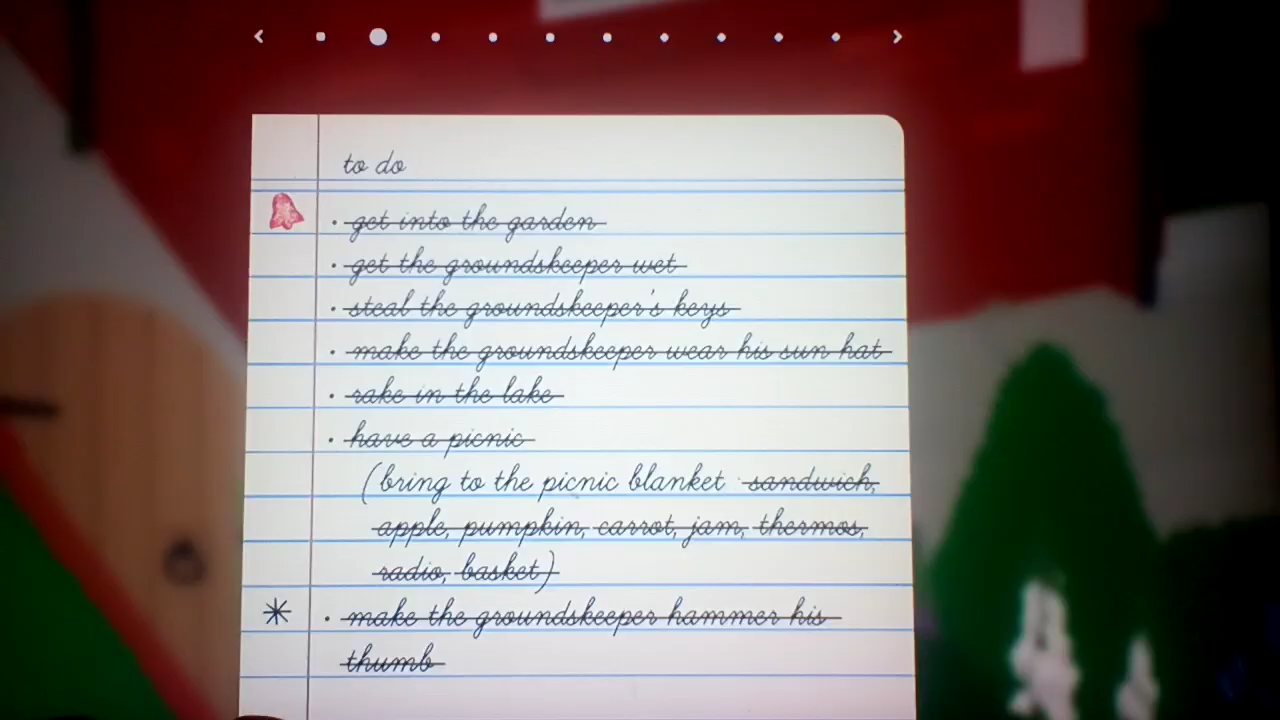 to do
· get into the garden
· get the groundskeeper wet
· steal the groundskeeper's keys
· make the groundskeeper wear his sun hat
· rake in the lake
· have a picnic
(bring to the picnic blanket sandwich,
apple, pumpkin, carrot, jam, thermos,
radio, basket)
· make the groundskeeper hammer his
thumb